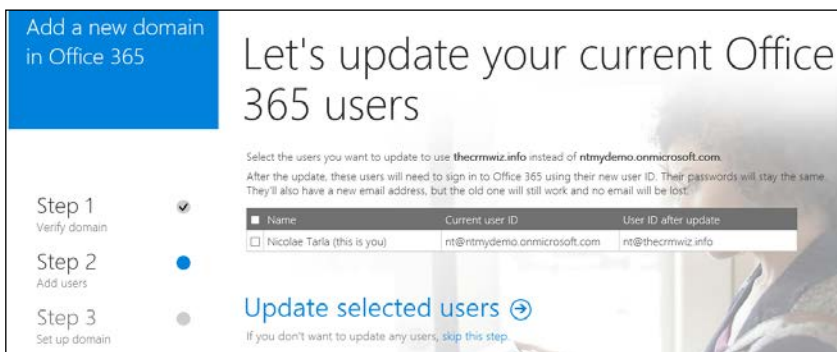 Add a new domain
in Office 365
Let's update your current Office
365 users
Select the users you want to update to use thecrmwiz.info instead of ntmydemo.onmicrosoft.com.
After the update, these users will need to sign in to Office 365 using their new user ID. Their passwords will stay the same.
They'll also have a new email address, but the old one will still work and no email will be lost.
Name Current user ID User ID after update
Nicolae Tarla (this is you) nt@ntmydemo.onmicrosoft.com nt@thecrmwiz.info
Step 1
Verify domain
Step 2
Add users
Step 3
Set up domain
Update selected users
If you don't want to update any users, skip this step.